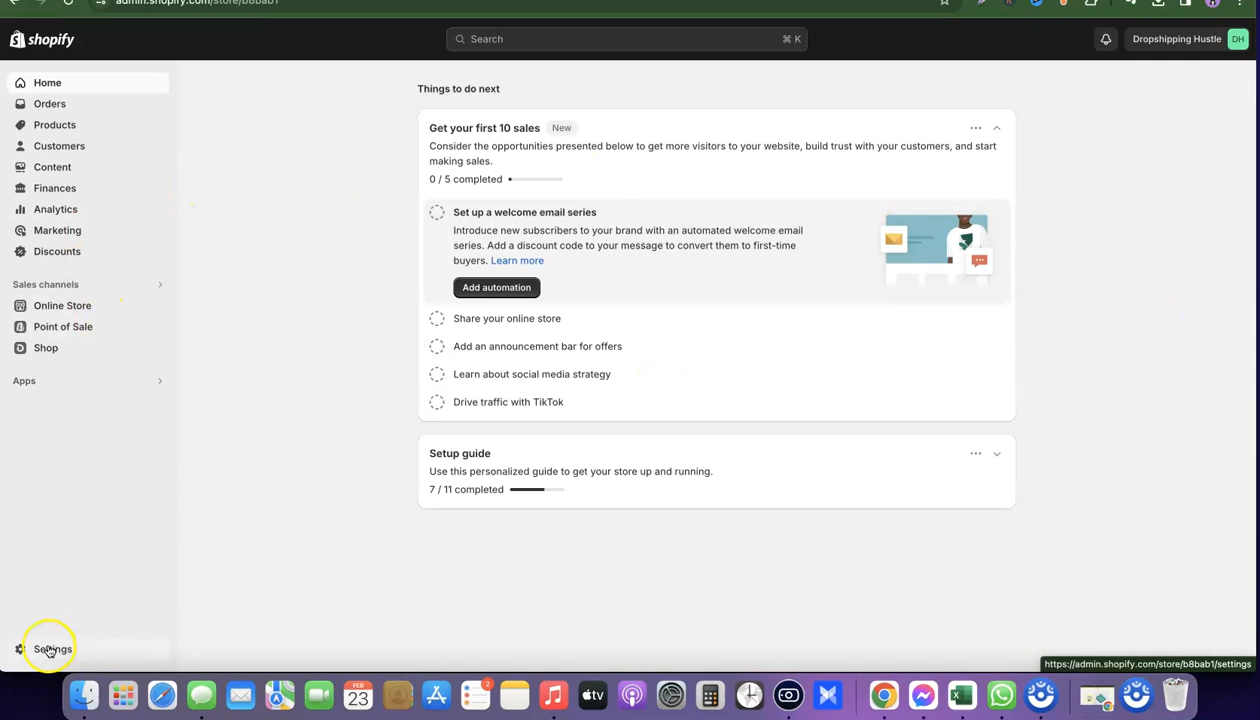 admin.shopify.com/store/b8bab1
shopify
Search
⌘ K
Dropshipping Hustle
DH
Home
Orders
Products
Customers
Content
Finances
Analytics
Marketing
Discounts
Sales channels
Online Store
Point of Sale
Shop
Apps
Settings
Things to do next
Get your first 10 sales New
Consider the opportunities presented below to get more visitors to your website, build trust with your customers, and start
making sales.
0 / 5 completed
Set up a welcome email series
Introduce new subscribers to your brand with an automated welcome email
series. Add a discount code to your message to convert them to first-time
buyers. Learn more
Add automation
Share your online store
Add an announcement bar for offers
Learn about social media strategy
Drive traffic with TikTok
Setup guide
Use this personalized guide to get your store up and running.
7 / 11 completed
https://admin.shopify.com/store/b8bab1/settings
FEB
23
2
tv